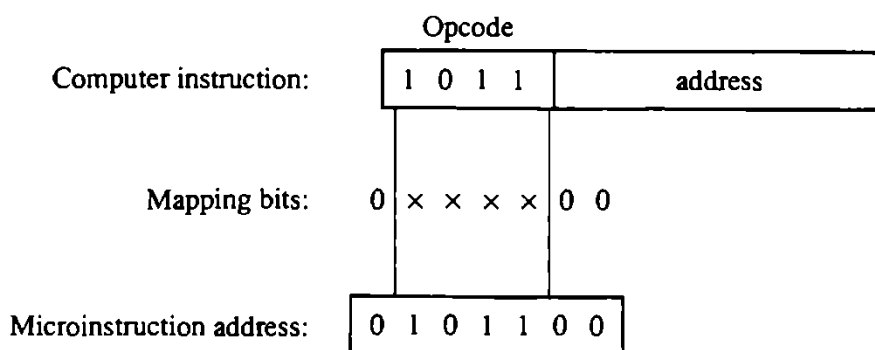 Opcode
Computer instruction: 1 0 1 1 address
Mapping bits: 0 × × × × 0 0
Microinstruction address: 0 1 0 1 1 0 0